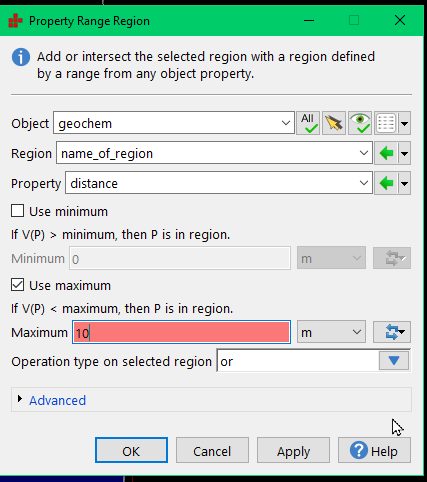 Property Range Region
Add or intersect the selected region with a region defined
by a range from any object property.
Object geochem All
Region name_of_region
Property distance
Use minimum
If V(P) > minimum, then P is in region.
Minimum 0 m
Use maximum
If V(P) < maximum, then P is in region.
Maximum 10 m
Operation type on selected region or
Advanced
OK Cancel Apply ? Help